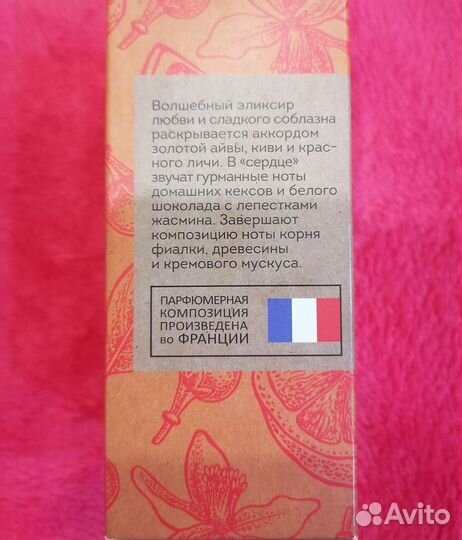 Волшебный эликсир
любви и сладкого соблазна
раскрывается аккордом
золотой айвы, киви и крас-
ного личи. В «сердце»
звучат гурманные ноты
домашних кексов и белого
шоколада с лепестками
жасмина. Завершают
композицию ноты корня
фиалки, древесины
и кремового мускуса.
ПАРФЮМЕРНАЯ
КОМПОЗИЦИЯ
ПРОИЗВЕДЕНА
во ФРАНЦИИ
Avito